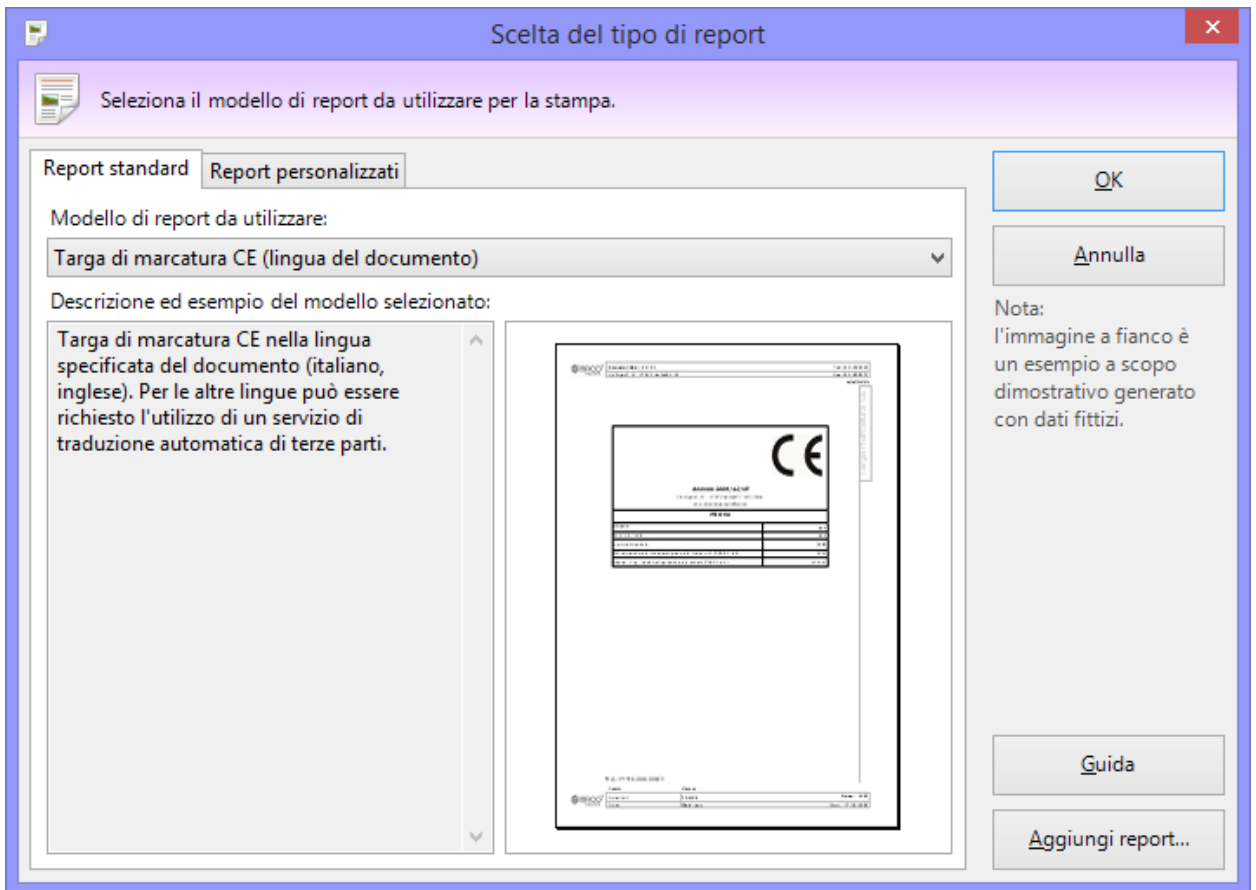 Scelta del tipo di report
Seleziona il modello di report da utilizzare per la stampa.
Report standard
Report personalizzati
Modello di report da utilizzare:
Targa di marcatura CE (lingua del documento)
Descrizione ed esempio del modello selezionato:
Targa di marcatura CE nella lingua
specificata del documento (italiano,
inglese). Per le altre lingue può essere
richiesto l'utilizzo di un servizio di
traduzione automatica di terze parti.
CE
OK
Annulla
Nota:
l'immagine a fianco è
un esempio a scopo
dimostrativo generato
con dati fittizi.
Guida
Aggiungi report...